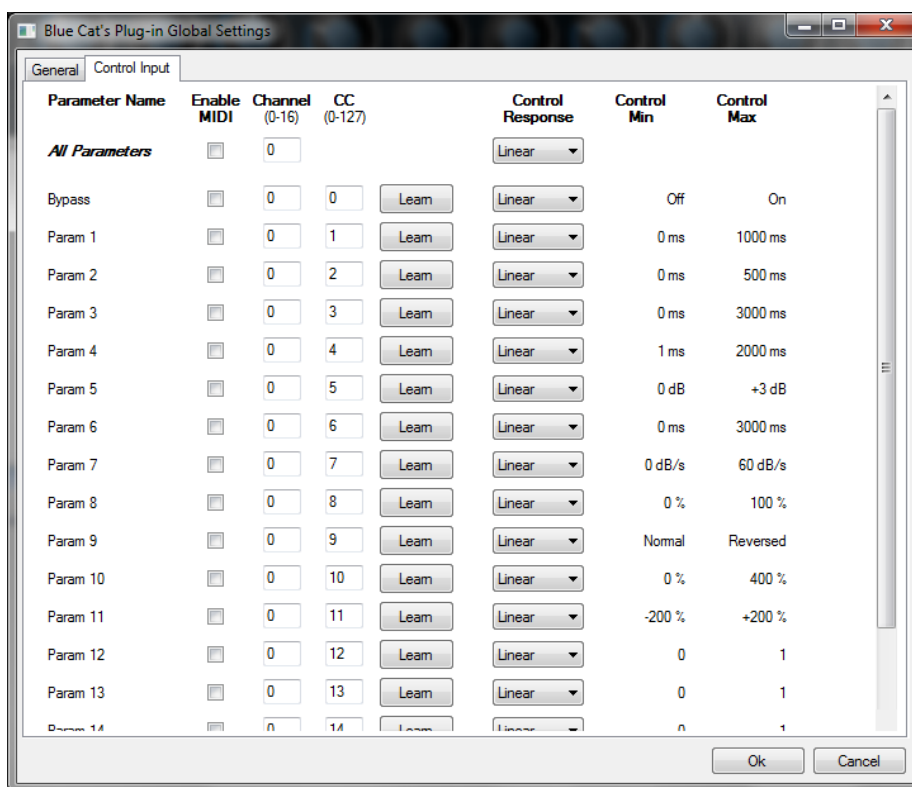 Blue Cat's Plug-in Global Settings
General Control Input
Parameter Name Enable MIDI Channel (0-16) CC (0-127) Control Response Control Min Control Max
All Parameters 0 Linear
Bypass 0 0 Learn Linear Off On
Param 1 0 1 Learn Linear 0 ms 1000 ms
Param 2 0 2 Learn Linear 0 ms 500 ms
Param 3 0 3 Learn Linear 0 ms 3000 ms
Param 4 0 4 Learn Linear 1 ms 2000 ms
Param 5 0 5 Learn Linear 0 dB +3 dB
Param 6 0 6 Learn Linear 0 ms 3000 ms
Param 7 0 7 Learn Linear 0 dB/s 60 dB/s
Param 8 0 8 Learn Linear 0 % 100 %
Param 9 0 9 Learn Linear Normal Reversed
Param 10 0 10 Learn Linear 0 % 400 %
Param 11 0 11 Learn Linear -200 % +200 %
Param 12 0 12 Learn Linear 0 1
Param 13 0 13 Learn Linear 0 1
Param 14 0 14 Learn Linear 0 1
Ok Cancel